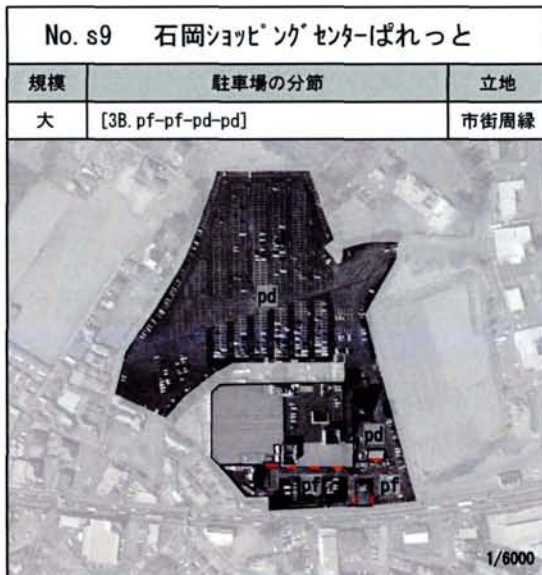 No. s9 石岡ショッピングセンターぱれっと
規模 駐車場の分節 立地
大 [3B. pf-pf-pd-pd] 市街周縁
pd
pd
pf pf
1/6000